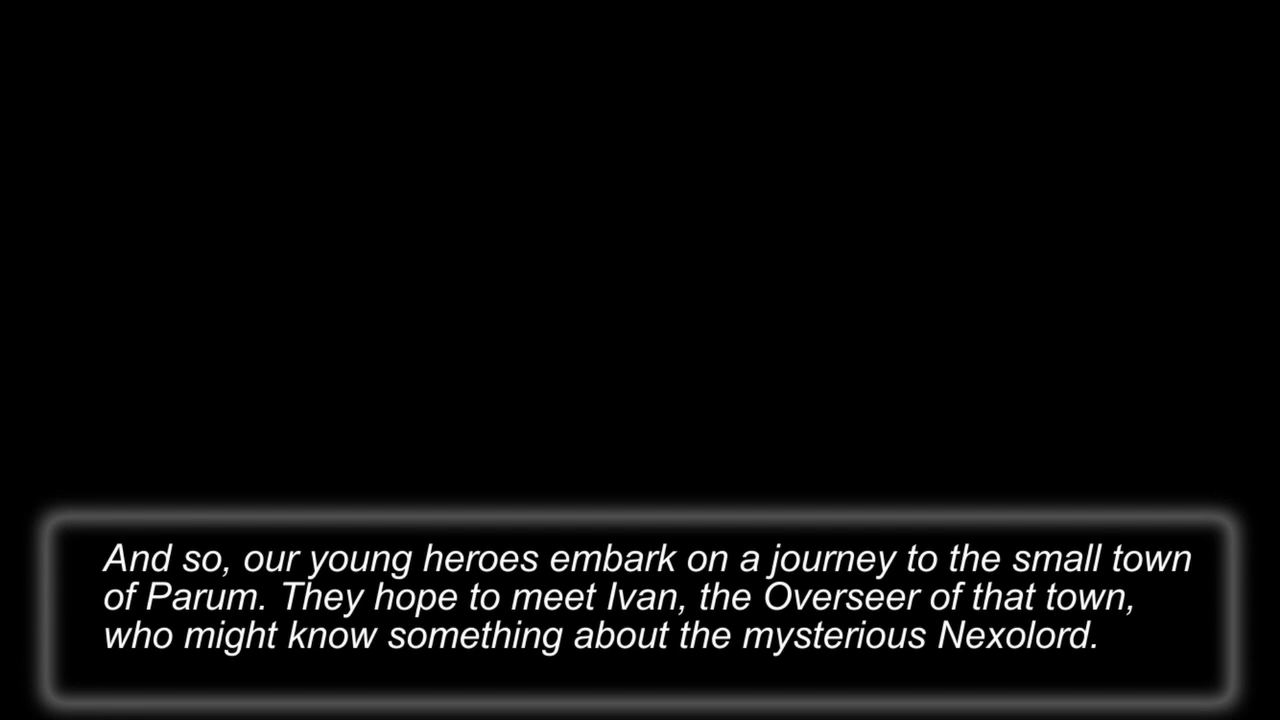 And so, our young heroes embark on a journey to the small town
of Parum. They hope to meet Ivan, the Overseer of that town,
who might know something about the mysterious Nexolord.